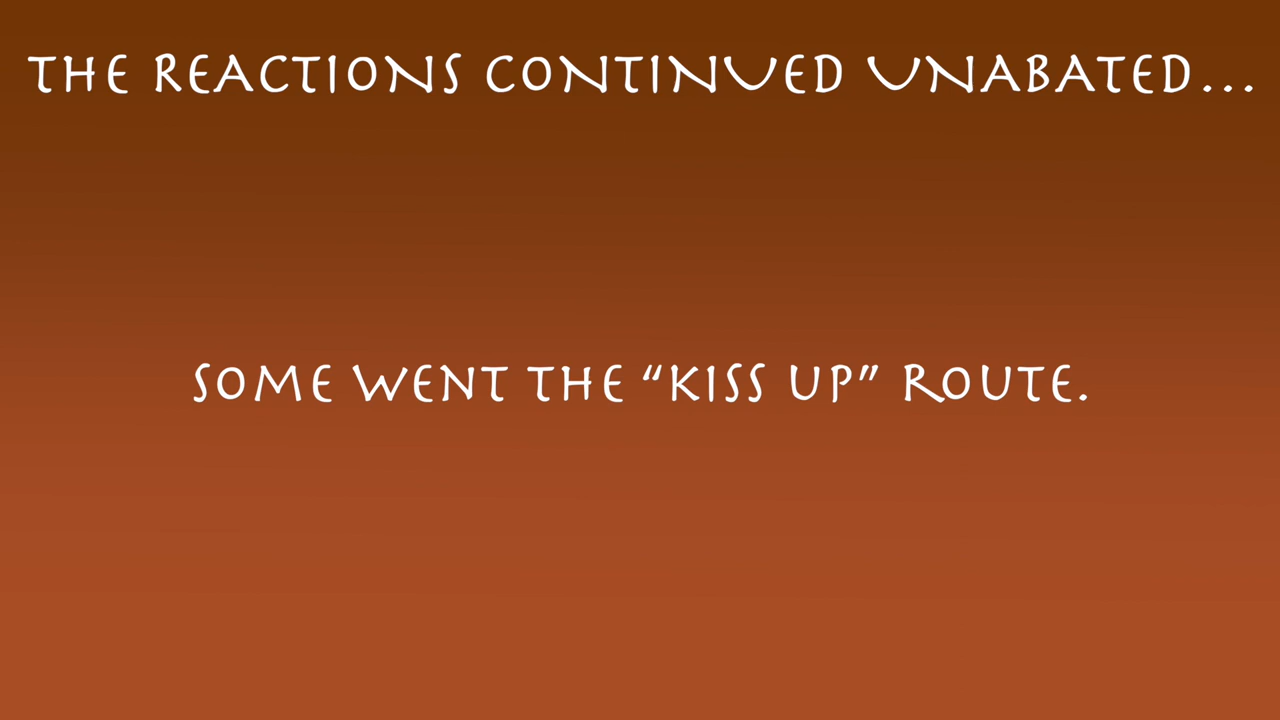 THE REACTIONS CONTINUED UNABATED...
SOME WENT THE “KISS UP” ROUTE.